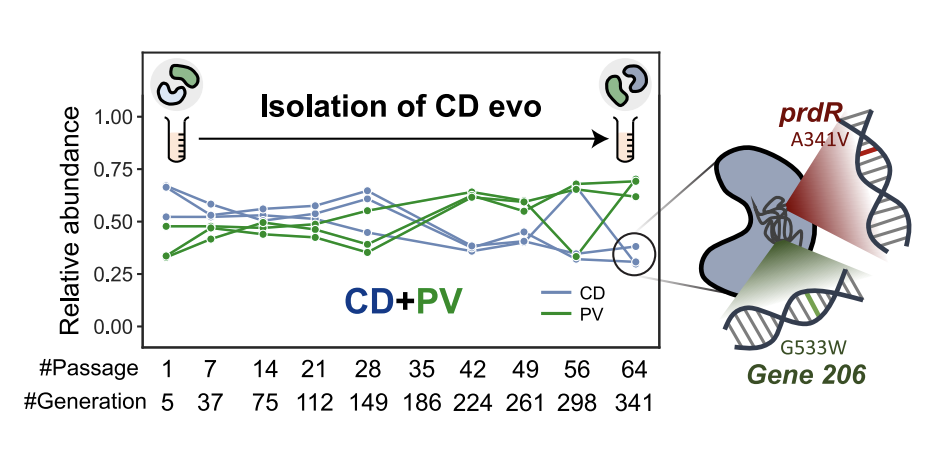 Isolation of CD evo
Relative abundance
1.00
0.75
0.50
0.25
0.00
CD+PV
CD
PV
#Passage 1 7 14 21 28 35 42 49 56 64
#Generation 5 37 75 112 149 186 224 261 298 341
prdR
A341V
G533W
Gene 206